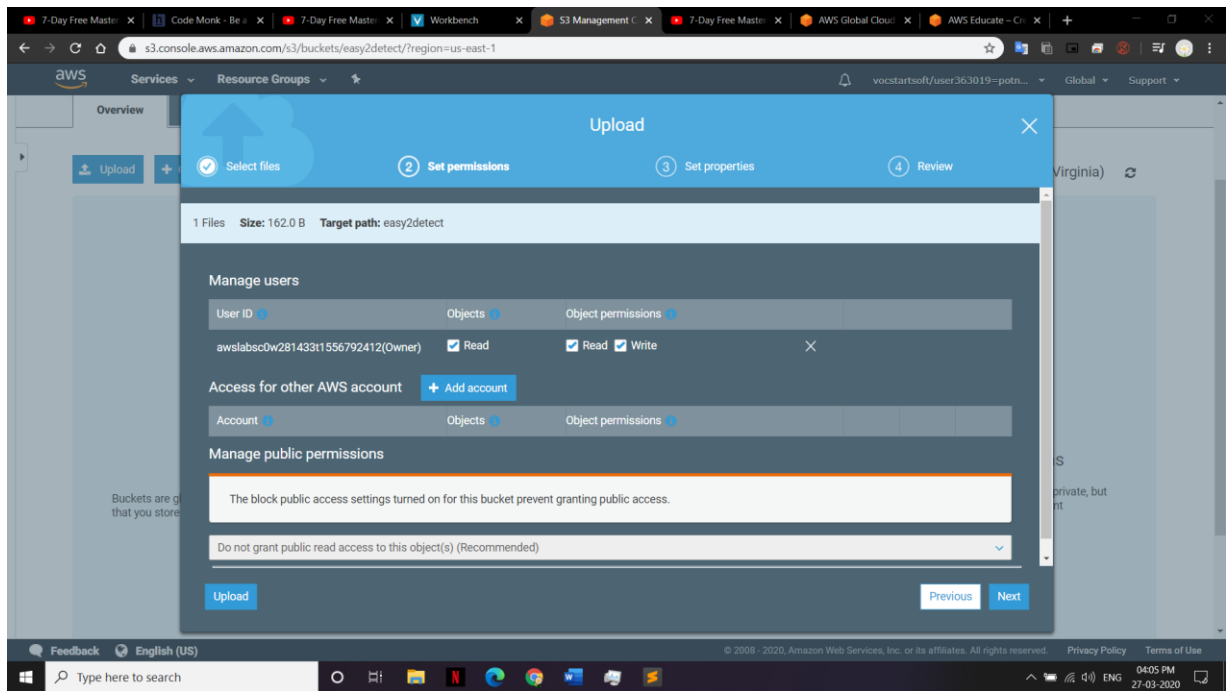 7-Day Free Master
Code Monk - Be a
7-Day Free Master
Workbench
S3 Management C
7-Day Free Master
AWS Global Cloud
AWS Educate – Cre
s3.console.aws.amazon.com/s3/buckets/easy2detect/?region=us-east-1
aws Services Resource Groups vocstartsoft/user363019=potn... Global Support
Overview
Upload
Upload
Virginia)
Select files 2 Set permissions 3 Set properties 4 Review
1 Files Size: 162.0 B Target path: easy2detect
Manage users
User ID Objects Object permissions
awslabsc0w281433t1556792412(Owner) Read Read Write
Access for other AWS account + Add account
Account Objects Object permissions
Manage public permissions
The block public access settings turned on for this bucket prevent granting public access.
Do not grant public read access to this object(s) (Recommended)
Buckets are g
that you store
s
private, but
nt
Upload Previous Next
Feedback English (US) © 2008 - 2020, Amazon Web Services, Inc. or its affiliates. All rights reserved. Privacy Policy Terms of Use
Type here to search
ENG
04:05 PM
27-03-2020